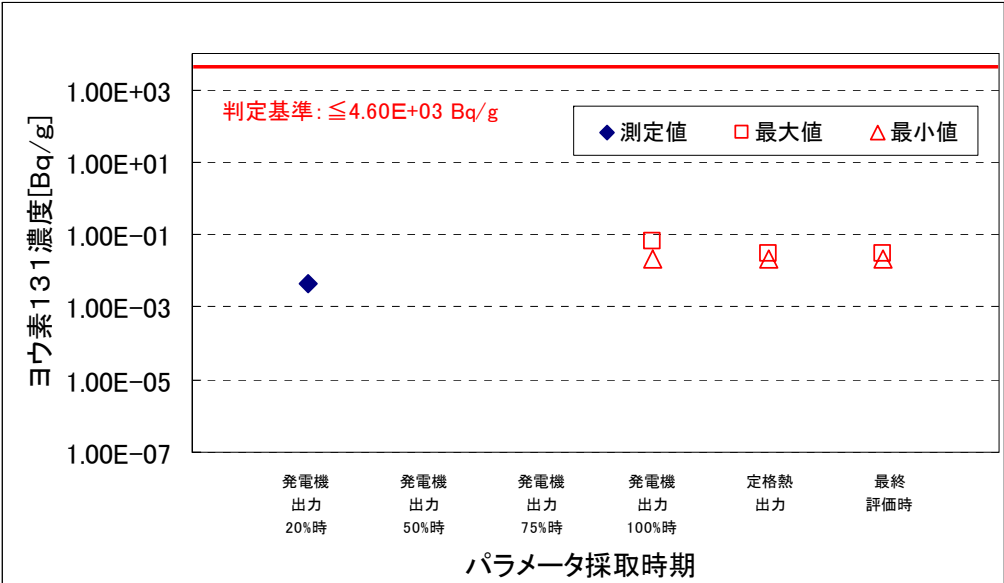 1.00E+03
1.00E+01
1.00E-01
1.00E-03
1.00E-05
1.00E-07
ヨウ素131濃度[Bq/g]
判定基準:≦4.60E+03 Bq/g
測定値 最大値 最小値
発電機
出力
20%時
発電機
出力
50%時
発電機
出力
75%時
発電機
出力
100%時
定格熱
出力
最終
評価時
パラメータ採取時期